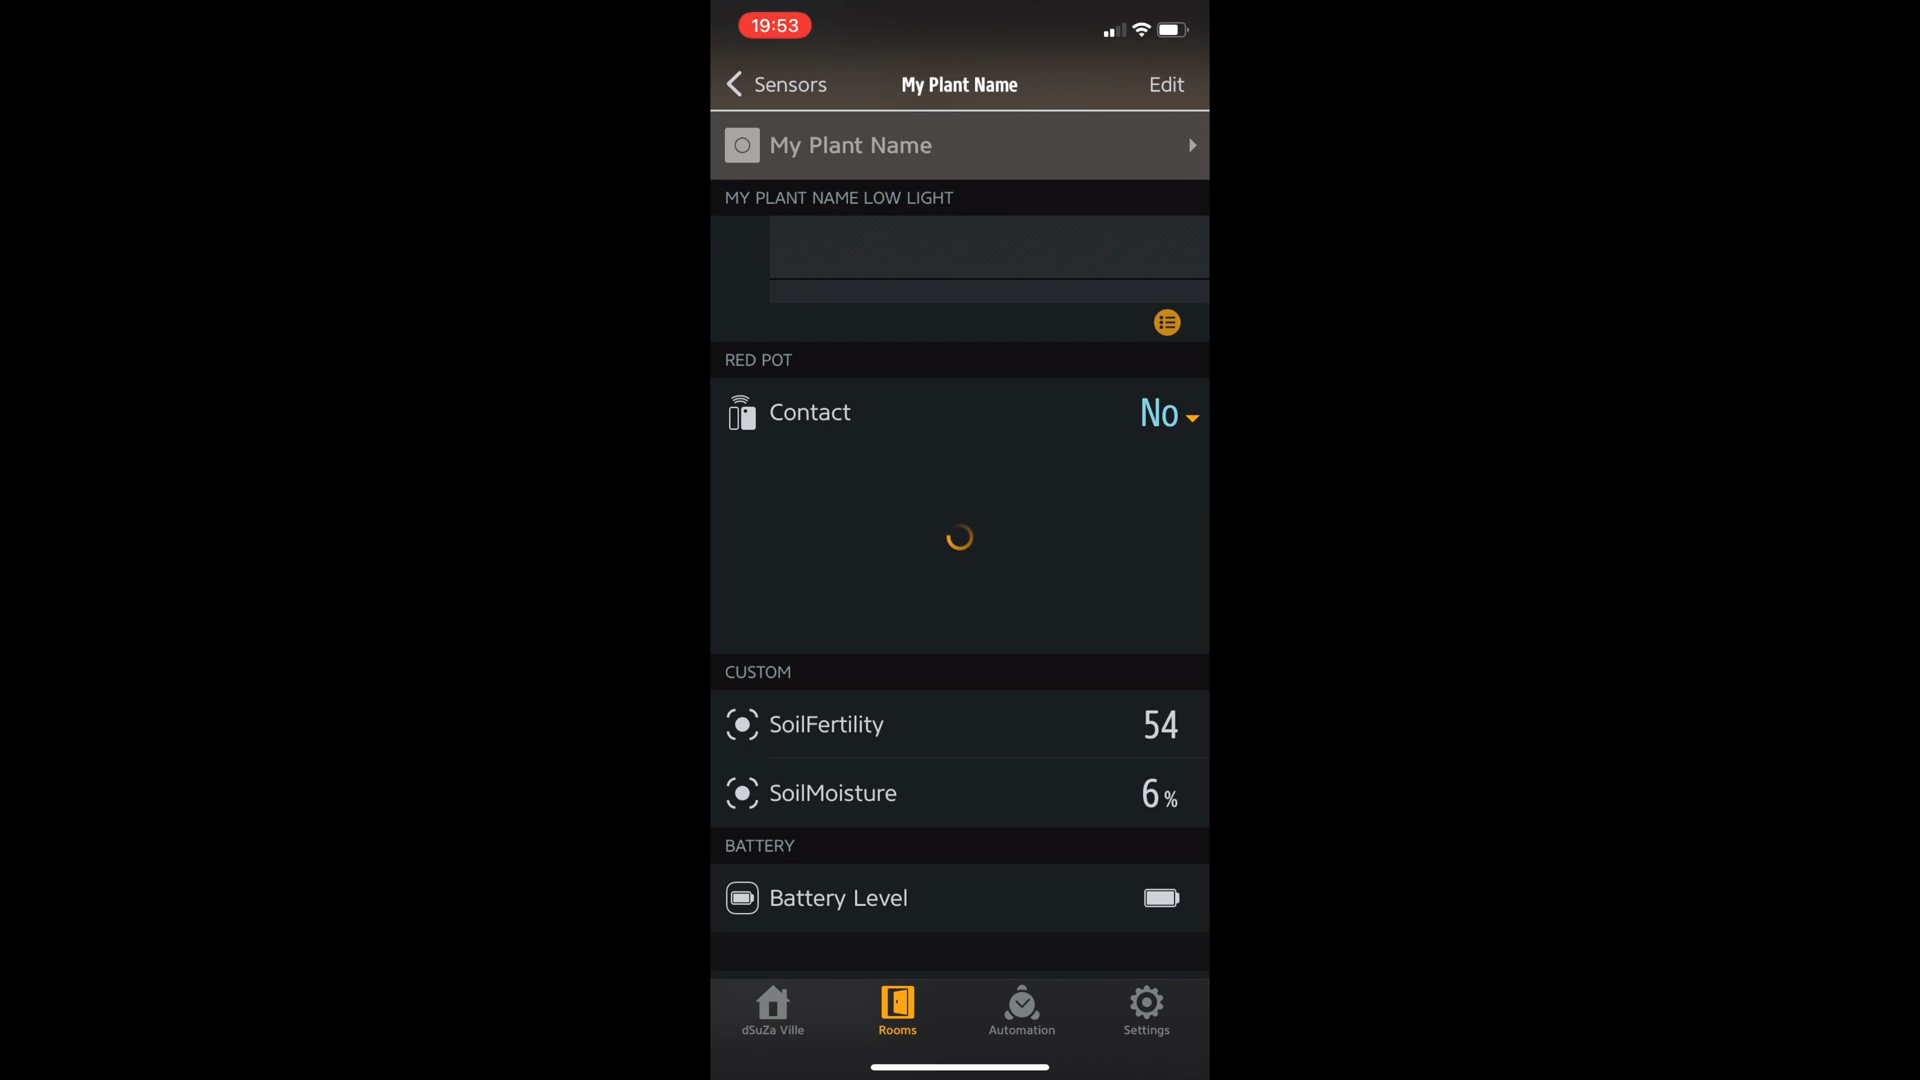 19:53
Sensors
My Plant Name
Edit
My Plant Name
MY PLANT NAME LOW LIGHT
RED POT
Contact
No
CUSTOM
SoilFertility
54
SoilMoisture
6 %
BATTERY
Battery Level
dSuZa Ville
Rooms
Automation
Settings